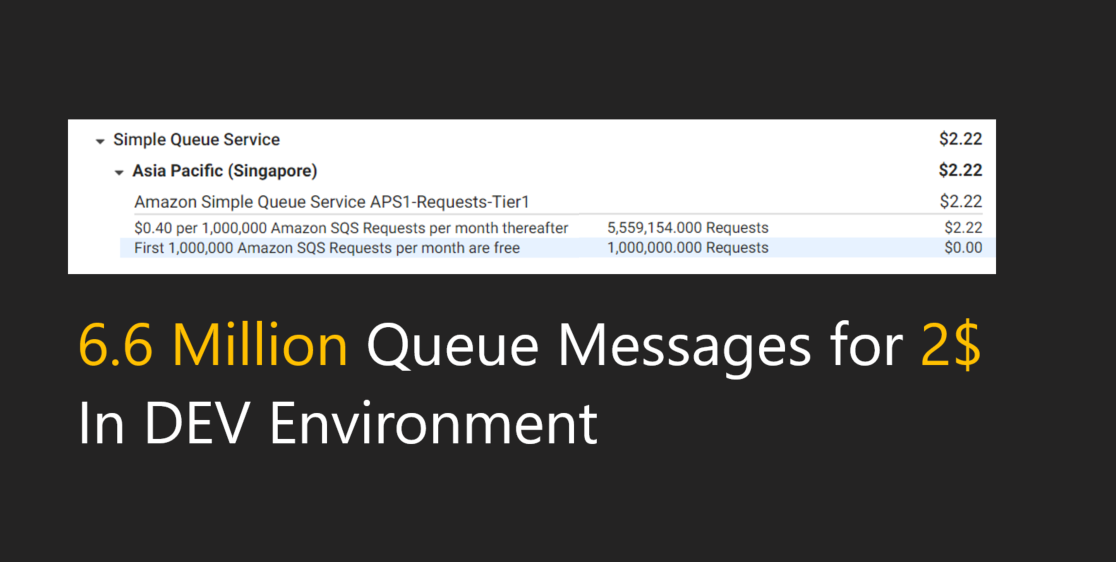 Simple Queue Service $2.22
Asia Pacific (Singapore) $2.22
Amazon Simple Queue Service APS1-Requests-Tier1 $2.22
$0.40 per 1,000,000 Amazon SQS Requests per month thereafter 5,559,154.000 Requests $2.22
First 1,000,000 Amazon SQS Requests per month are free 1,000,000.000 Requests $0.00
6.6 Million Queue Messages for 2$
In DEV Environment